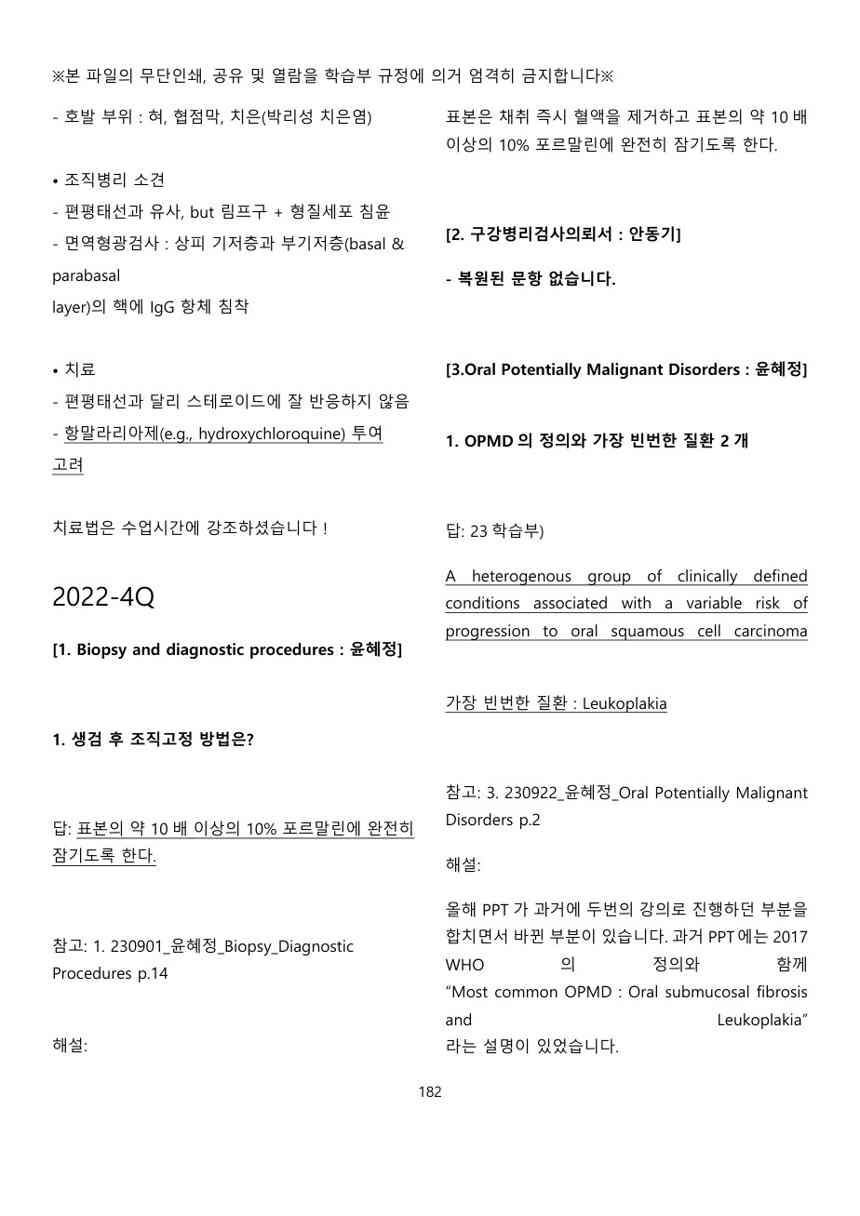 ※본 파일의 무단인쇄, 공유 및 열람을 학습부 규정에 의거 엄격히 금지합니다※
- 호발 부위 : 혀, 협점막, 치은(박리성 치은염)
• 조직병리 소견
- 편평태선과 유사, but 림프구 + 형질세포 침윤
- 면역형광검사 : 상피 기저층과 부기저층(basal &
parabasal
layer)의 핵에 IgG 항체 침착
• 치료
- 편평태선과 달리 스테로이드에 잘 반응하지 않음
- 항말라리아제(e.g., hydroxychloroquine) 투여
고려
치료법은 수업시간에 강조하셨습니다 !
2022-4Q
[1. Biopsy and diagnostic procedures : 윤혜정]
1. 생검 후 조직고정 방법은?
답: 표본의 약 10 배 이상의 10% 포르말린에 완전히
잠기도록 한다.
참고: 1. 230901_윤혜정_Biopsy_Diagnostic
Procedures p.14
해설:
표본은 채취 즉시 혈액을 제거하고 표본의 약 10 배
이상의 10% 포르말린에 완전히 잠기도록 한다.
[2. 구강병리검사의뢰서 : 안동기]
- 복원된 문항 없습니다.
[3.Oral Potentially Malignant Disorders : 윤혜정]
1. OPMD 의 정의와 가장 빈번한 질환 2 개
답: 23 학습부)
A heterogenous group of clinically defined
conditions associated with a variable risk of
progression to oral squamous cell carcinoma
가장 빈번한 질환 : Leukoplakia
참고: 3. 230922_윤혜정_Oral Potentially Malignant
Disorders p.2
해설:
올해 PPT 가 과거에 두번의 강의로 진행하던 부분을
합치면서 바뀐 부분이 있습니다. 과거 PPT 에는 2017
WHO 의 정의와 함께
“Most common OPMD : Oral submucosal fibrosis
and Leukoplakia”
라는 설명이 있었습니다.
182